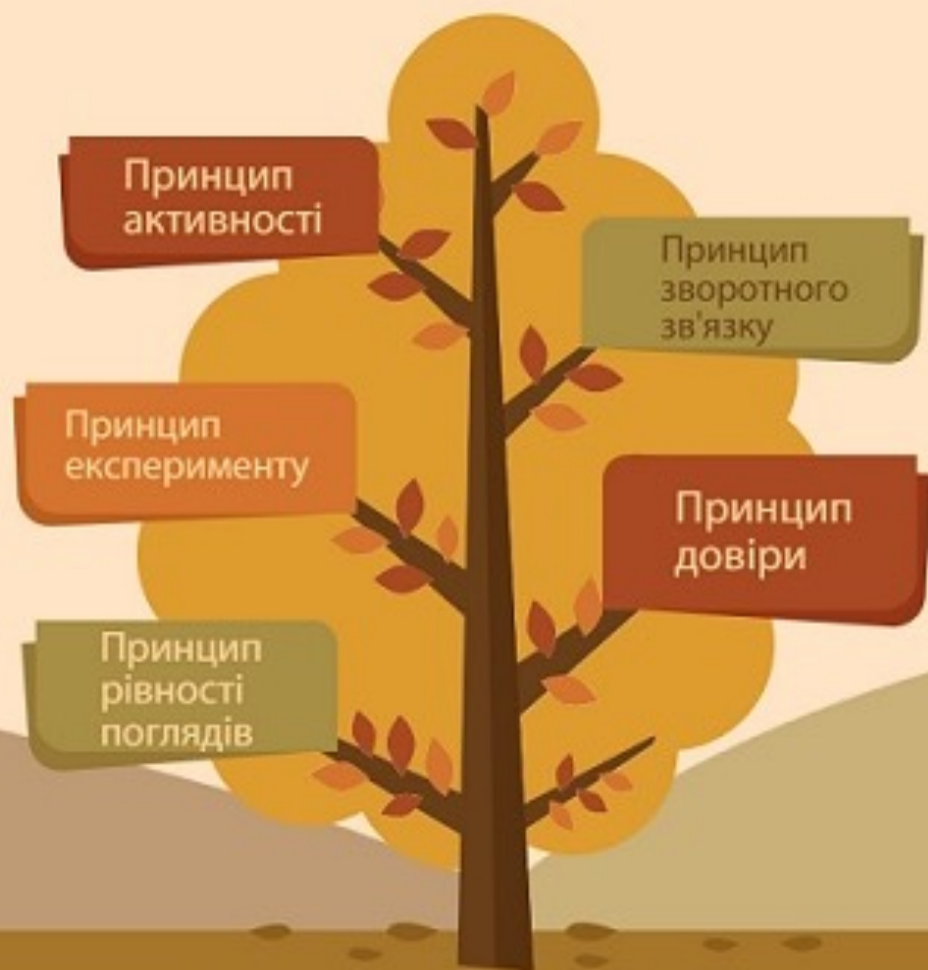 Принцип
активності
Принцип
зворотного
зв'язку
Принцип
експерименту
Принцип
довіри
Принцип
рівності
поглядів